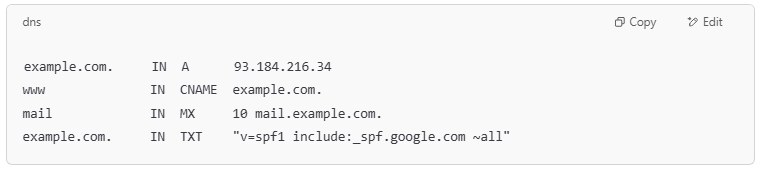 dns
Copy
Edit
example.com. IN A 93.184.216.34
www IN CNAME example.com.
mail IN MX 10 mail.example.com.
example.com. IN TXT "v=spf1 include:_spf.google.com ~all"